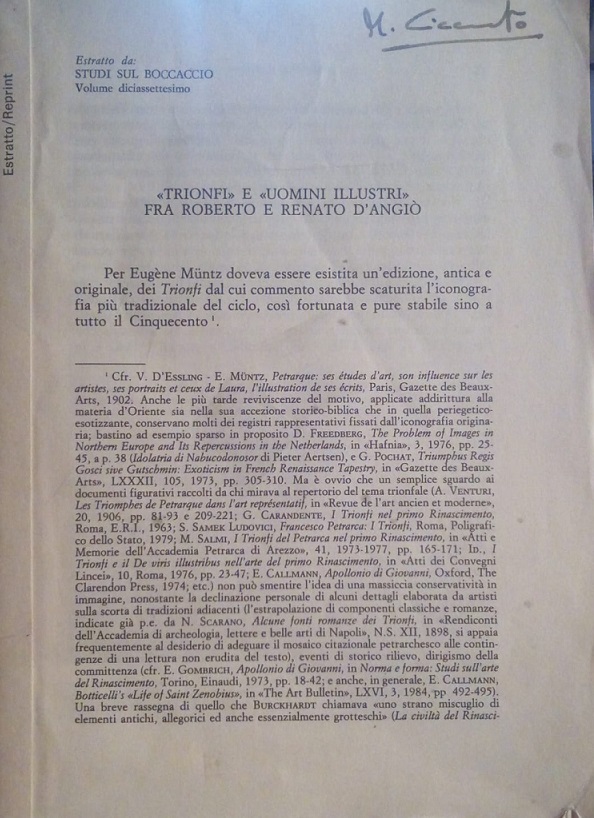 M. Ciccuto
Estratto/Reprint
Estratto da:
STUDI SUL BOCCACCIO
Volume diciassettesimo
«TRIONFI» E «UOMINI ILLUSTRI»
FRA ROBERTO E RENATO D'ANGIÒ
Per Eugène Müntz doveva essere esistita un'edizione, antica e
originale, dei Trionfi dal cui commento sarebbe scaturita l'iconogra-
fia più tradizionale del ciclo, così fortunata e pure stabile sino a
tutto il Cinquecento¹.
¹ Cfr. V. D'ESSLING - E. MÜNTZ, Petrarque: ses études d'art, son influence sur les
artistes, ses portraits et ceux de Laura, l'illustration de ses écrits, Paris, Gazette des Beaux-
Arts, 1902. Anche le più tarde reviviscenze del motivo, applicate addirittura alla
materia d'Oriente sia nella sua accezione storico-biblica che in quella periegetico-
esotizzante, conservano molti dei registri rappresentativi fissati dall'iconografia origina-
ria; bastino ad esempio sparso in proposito D. FREEDBERG, The Problem of Images in
Northern Europe and Its Repercussions in the Netherlands, in «Hafnia», 3, 1976, pp. 25-
45, a p. 38 (Idolatria di Nabucodonosor di Pieter Aertsen), e G. POCHAT, Triumphus Regis
Gosci sive Gutschmin: Exoticism in French Renaissance Tapestry, in «Gazette des Beaux-
Arts», LXXXII, 105, 1973, pp. 305-310. Ma è ovvio che un semplice sguardo ai
documenti figurativi raccolti da chi mirava al repertorio del tema trionfale (A. VENTURI,
Les Triomphes de Petrarque dans l'art représentatif, in «Revue de l'art ancien et moderne»,
20, 1906, pp. 81-93 e 209-221; G. CARANDENTE, I Trionfi nel primo Rinascimento,
Roma, E.R.I., 1963; S. SAMEK LUDOVICI, Francesco Petrarca: I Trionfi, Roma, Poligrafi-
co dello Stato, 1979; M. SALMI, I Trionfi del Petrarca nel primo Rinascimento, in «Atti e
Memorie dell'Accademia Petrarca di Arezzo», 41, 1973-1977, pp. 165-171; ID., I
Trionfi e il De viris illustribus nell'arte del primo Rinascimento, in «Atti dei Convegni
Lincei», 10, Roma, 1976, pp. 23-47; E. CALLMANN, Apollonio di Giovanni, Oxford, The
Clarendon Press, 1974; etc.) non può smentire l'idea di una massiccia conservatività in
immagine, nonostante la declinazione personale di alcuni dettagli elaborata da artisti
sulla scorta di tradizioni adiacenti (l'estrapolazione di componenti classiche e romanze,
indicate già p.e. da N. SCARANO, Alcune fonti romanze dei Trionfi, in «Rendiconti
dell'Accademia di archeologia, lettere e belle arti di Napoli», N.S. XII, 1898, si appaia
frequentemente al desiderio di adeguare il mosaico citazionale petrarchesco alle contin-
genze di una lettura non erudita del testo), eventi di storico rilievo, dirigismo della
committenza (cfr. E. GOMBRICH, Apollonio di Giovanni, in Norma e forma: Studi sull'arte
del Rinascimento, Torino, Einaudi, 1973, pp. 18-42; e anche, in generale, E. CALLMANN,
Botticelli's «Life of Saint Zenobius», in «The Art Bulletin», LXVI, 3, 1984, pp 492-495).
Una breve rassegna di quello che BURCKHARDT chiamava «uno strano miscuglio di
elementi antichi, allegorici ed anche essenzialmente grotteschi» (La civiltà del Rinasci-